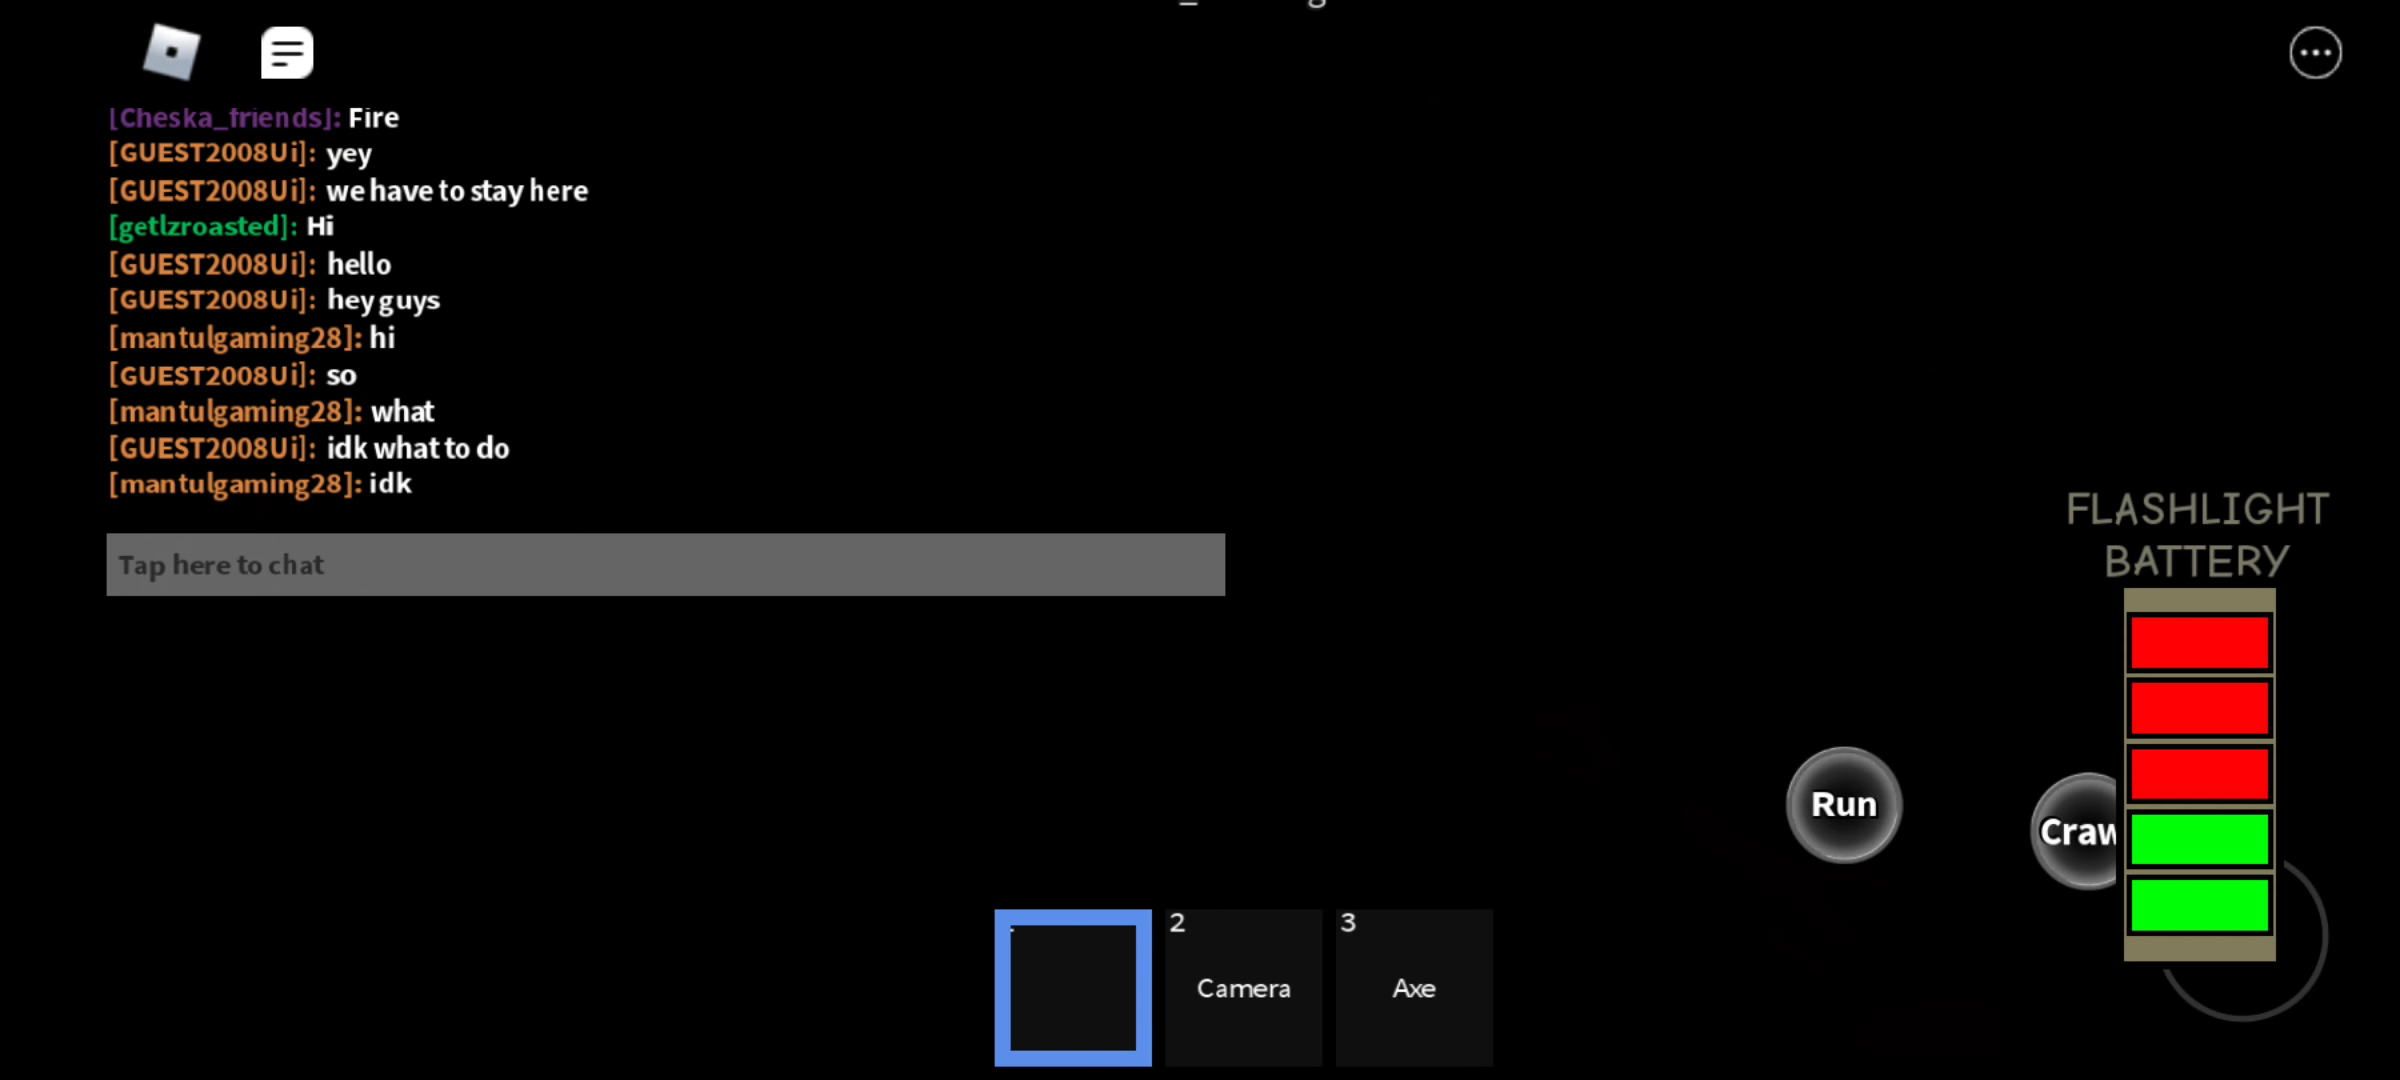 [Cheska_friends]: Fire
[GUEST2008Ui]: yey
[GUEST2008Ui]: we have to stay here
[getlzroasted]: Hi
[GUEST2008Ui]: hello
[GUEST2008Ui]: hey guys
[mantulgaming28]: hi
[GUEST2008Ui]: so
[mantulgaming28]: what
[GUEST2008Ui]: idk what to do
[mantulgaming28]: idk
Tap here to chat
FLASHLIGHT
BATTERY
Run
Craw
2
Camera
3
Axe